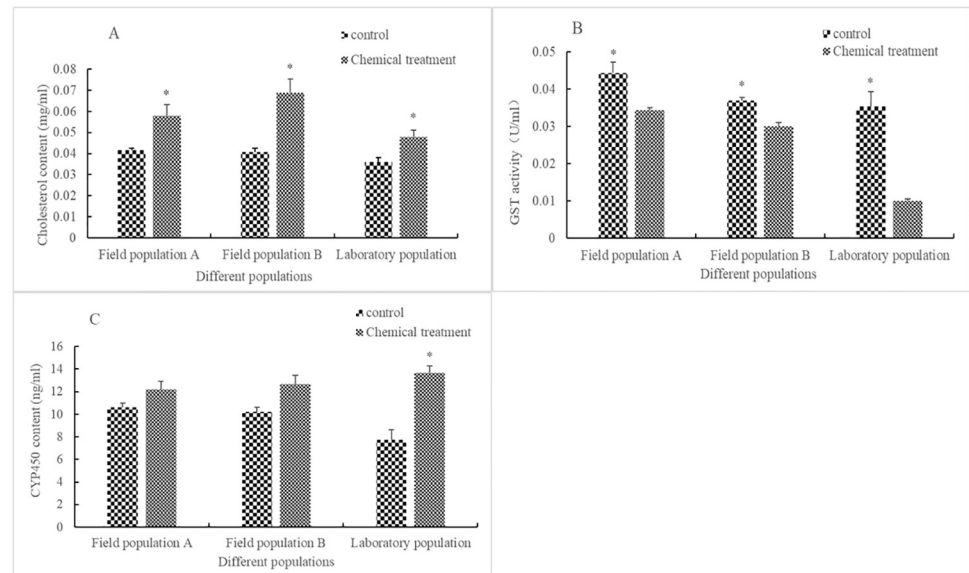 A
control
Chemical treatment
Cholesterol content (mg/ml)
0.08
0.07
0.06
0.05
0.04
0.03
0.02
0.01
0
*
*
*
Field population A Field population B Laboratory population
Different populations
B
control
Chemical treatment
GST activity（U/ml）
0.05
0.04
0.03
0.02
0.01
0
*
*
*
Field population A Field population B Laboratory population
Different populations
C
control
Chemical treatment
CYP450 content (ng/ml)
16
14
12
10
8
6
4
2
0
*
Field population A Field population B Laboratory population
Different populations